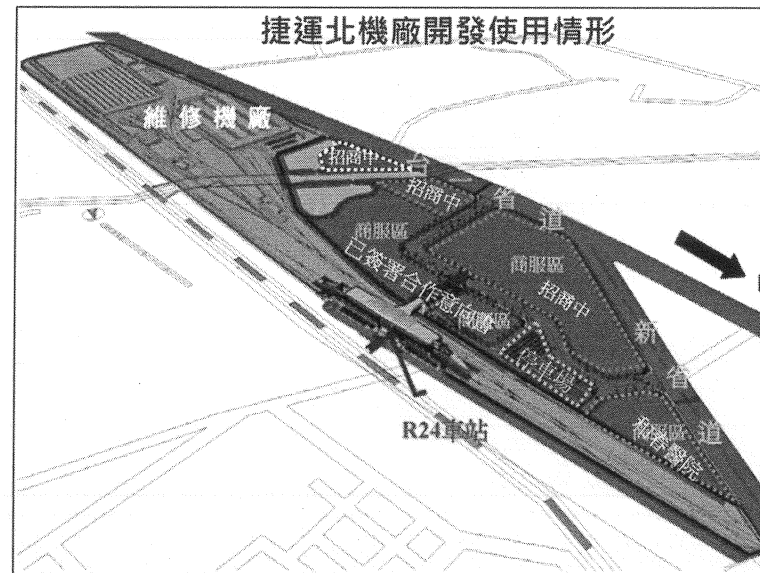 捷運北機廠開發使用情形
維修機廠
招商中
台一省道
招商中
商服區
商服區
招商中
已簽署合作意向書
商服區
停車場
新省道
R24車站
商服區
醫院